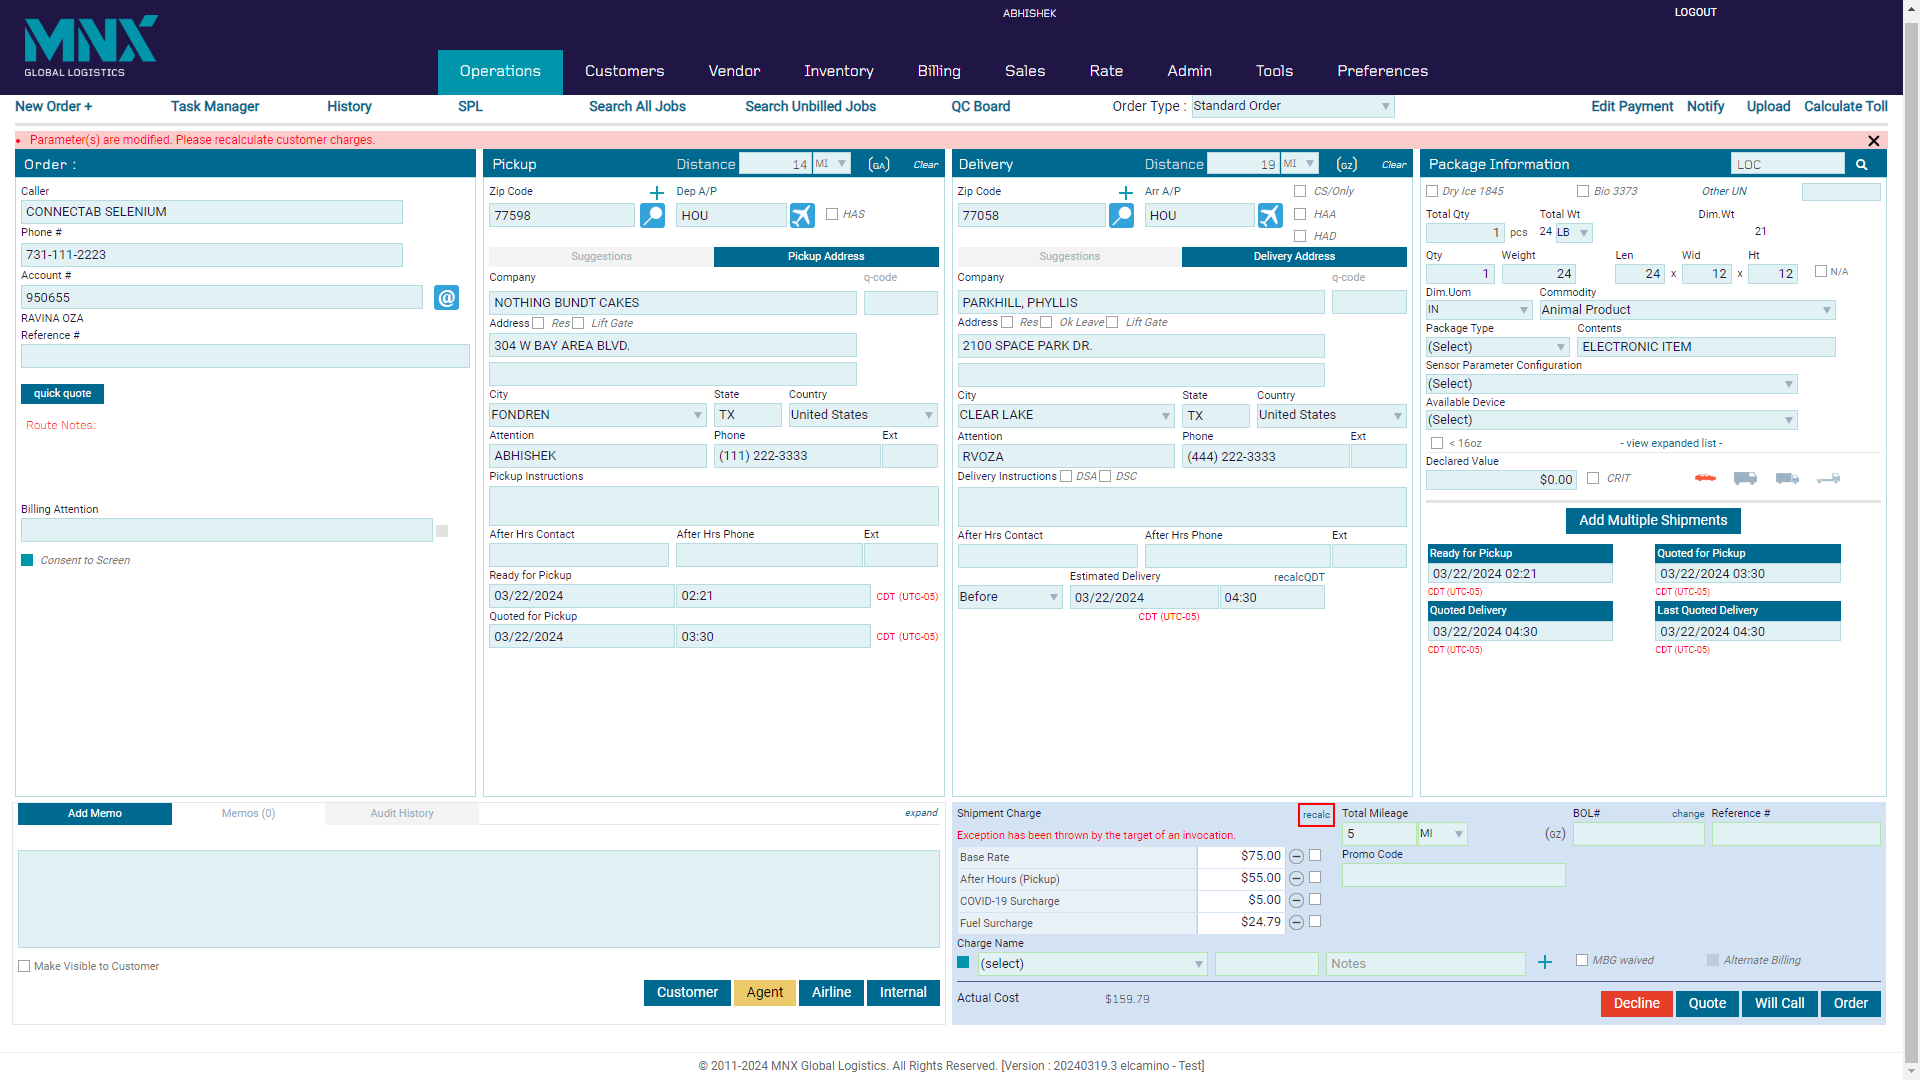 MNX
GLOBAL LOGISTICS
ABHISHEK
LOGOUT
Operations Customers Vendor Inventory Billing Sales Rate Admin Tools Preferences
New Order + Task Manager History SPL Search All Jobs Search Unbilled Jobs QC Board Order Type : Standard Order Edit Payment Notify Upload Calculate Toll
Parameter(s) are modified. Please recalculate customer charges.
Order :
Caller
CONNECTAB SELENIUM
Phone #
731-111-2223
Account #
950655 @
RAVINA OZA
Reference #
quick quote
Route Notes:
Billing Attention
Consent to Screen
Pickup Distance 14 MI (GA) Clear
Zip Code Dep A/P
77598 HOU HAS
Suggestions Pickup Address
Company q-code
NOTHING BUNDT CAKES
Address Res Lift Gate
304 W BAY AREA BLVD.
City State Country
FONDREN TX United States
Attention Phone Ext
ABHISHEK (111) 222-3333
Pickup Instructions
After Hrs Contact After Hrs Phone Ext
Ready for Pickup
03/22/2024 02:21 CDT (UTC-05)
Quoted for Pickup
03/22/2024 03:30 CDT (UTC-05)
Delivery Distance 19 MI (GZ) Clear
Zip Code Arr A/P CS/Only
77058 HOU HAA
HAD
Suggestions Delivery Address
Company q-code
PARKHILL, PHYLLIS
Address Res Ok Leave Lift Gate
2100 SPACE PARK DR.
City State Country
CLEAR LAKE TX United States
Attention Phone Ext
RVOZA (444) 222-3333
Delivery Instructions DSA DSC
After Hrs Contact After Hrs Phone Ext
Estimated Delivery recalcQDT
Before 03/22/2024 04:30
CDT (UTC-05)
Package Information LOC
Dry Ice 1845 Bio 3373 Other UN
Total Qty Total Wt Dim.Wt
1 pcs 24 LB 21
Qty Weight Len Wid Ht
1 24 24 x 12 x 12 N/A
Dim.Uom Commodity
IN Animal Product
Package Type Contents
(Select) ELECTRONIC ITEM
Sensor Parameter Configuration
(Select)
Available Device
(Select)
< 16oz - view expanded list -
Declared Value
$0.00 CRIT
Add Multiple Shipments
Ready for Pickup Quoted for Pickup
03/22/2024 02:21 03/22/2024 03:30
CDT (UTC-05) CDT (UTC-05)
Quoted Delivery Last Quoted Delivery
03/22/2024 04:30 03/22/2024 04:30
CDT (UTC-05) CDT (UTC-05)
Add Memo Memos (0) Audit History expand
Make Visible to Customer
Customer Agent Airline Internal
Shipment Charge recalc Total Mileage BOL# change Reference #
Exception has been thrown by the target of an invocation. 5 MI (GZ)
Base Rate $75.00 Promo Code
After Hours (Pickup) $55.00
COVID-19 Surcharge $5.00
Fuel Surcharge $24.79
Charge Name
(select) Notes MBG waived Alternate Billing
Actual Cost $159.79
Decline Quote Will Call Order
© 2011-2024 MNX Global Logistics. All Rights Reserved. [Version : 20240319.3 elcamino - Test]